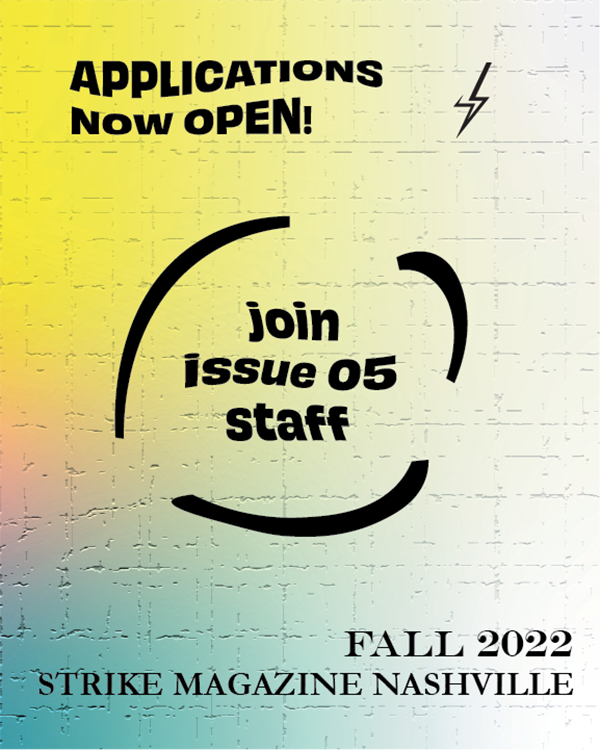 APPLICATIONS
NOW OPEN!
join
issue 05
staff
FALL 2022
STRIKE MAGAZINE NASHVILLE